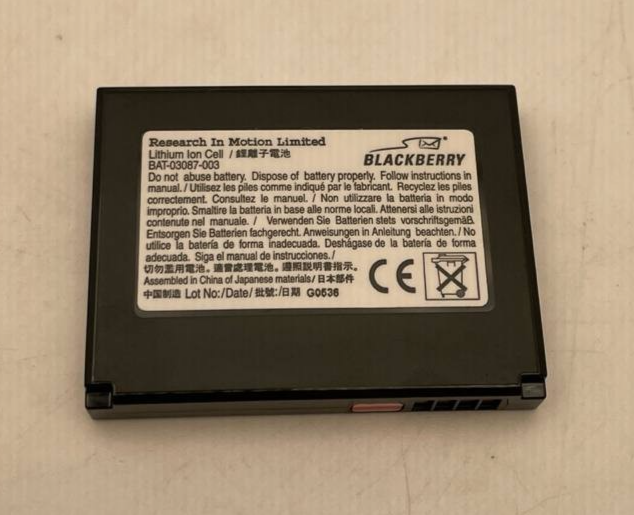 Research In Motion Limited
Lithium Ion Cell / 鋰離子電池
BAT-03087-003
BLACKBERRY
Do not abuse battery. Dispose of battery properly. Follow instructions in
manual. / Utilisez les piles comme indiqué par le fabricant. Recyclez les piles
correctement. Consultez le manuel. / Non utilizzare la batteria in modo
improprio. Smaltire la batteria in base alle norme locali. Attenersi alle istruzioni
contenute nel manuale. / Verwenden Sie Batterien stets vorschriftsgemäß.
Entsorgen Sie Batterien fachgerecht. Anweisungen in Anleitung beachten. / No
utilice la batería de forma inadecuada. Deshágase de la batería de forma
adecuada. Siga el manual de instrucciones. /
切勿濫用電池。適當處理電池。遵照說明書指示。
Assembled in China of Japanese materials / 日本部件
中国制造 Lot No:/Date/ 批號:/日期 G0536
CE